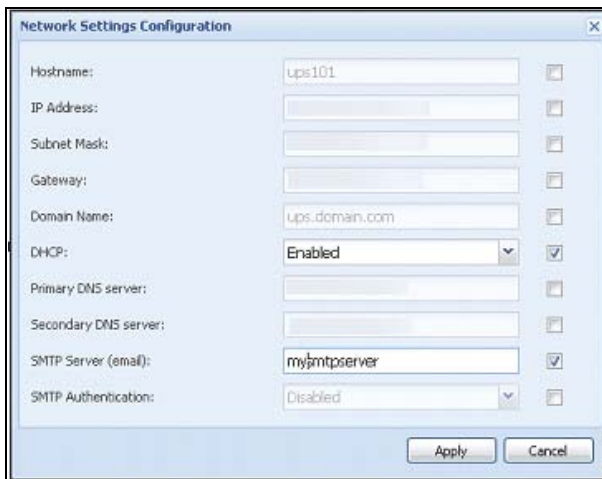 Network Settings Configuration
Hostname: ups101
IP Address:
Subnet Mask:
Gateway:
Domain Name: ups.domain.com
DHCP: Enabled
Primary DNS server:
Secondary DNS server:
SMTP Server (email): mysmtpserver
SMTP Authentication: Disabled
Apply Cancel